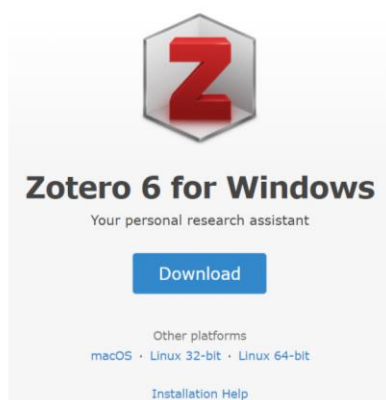 Z
Zotero 6 for Windows
Your personal research assistant
Download
Other platforms
macOS · Linux 32-bit · Linux 64-bit
Installation Help